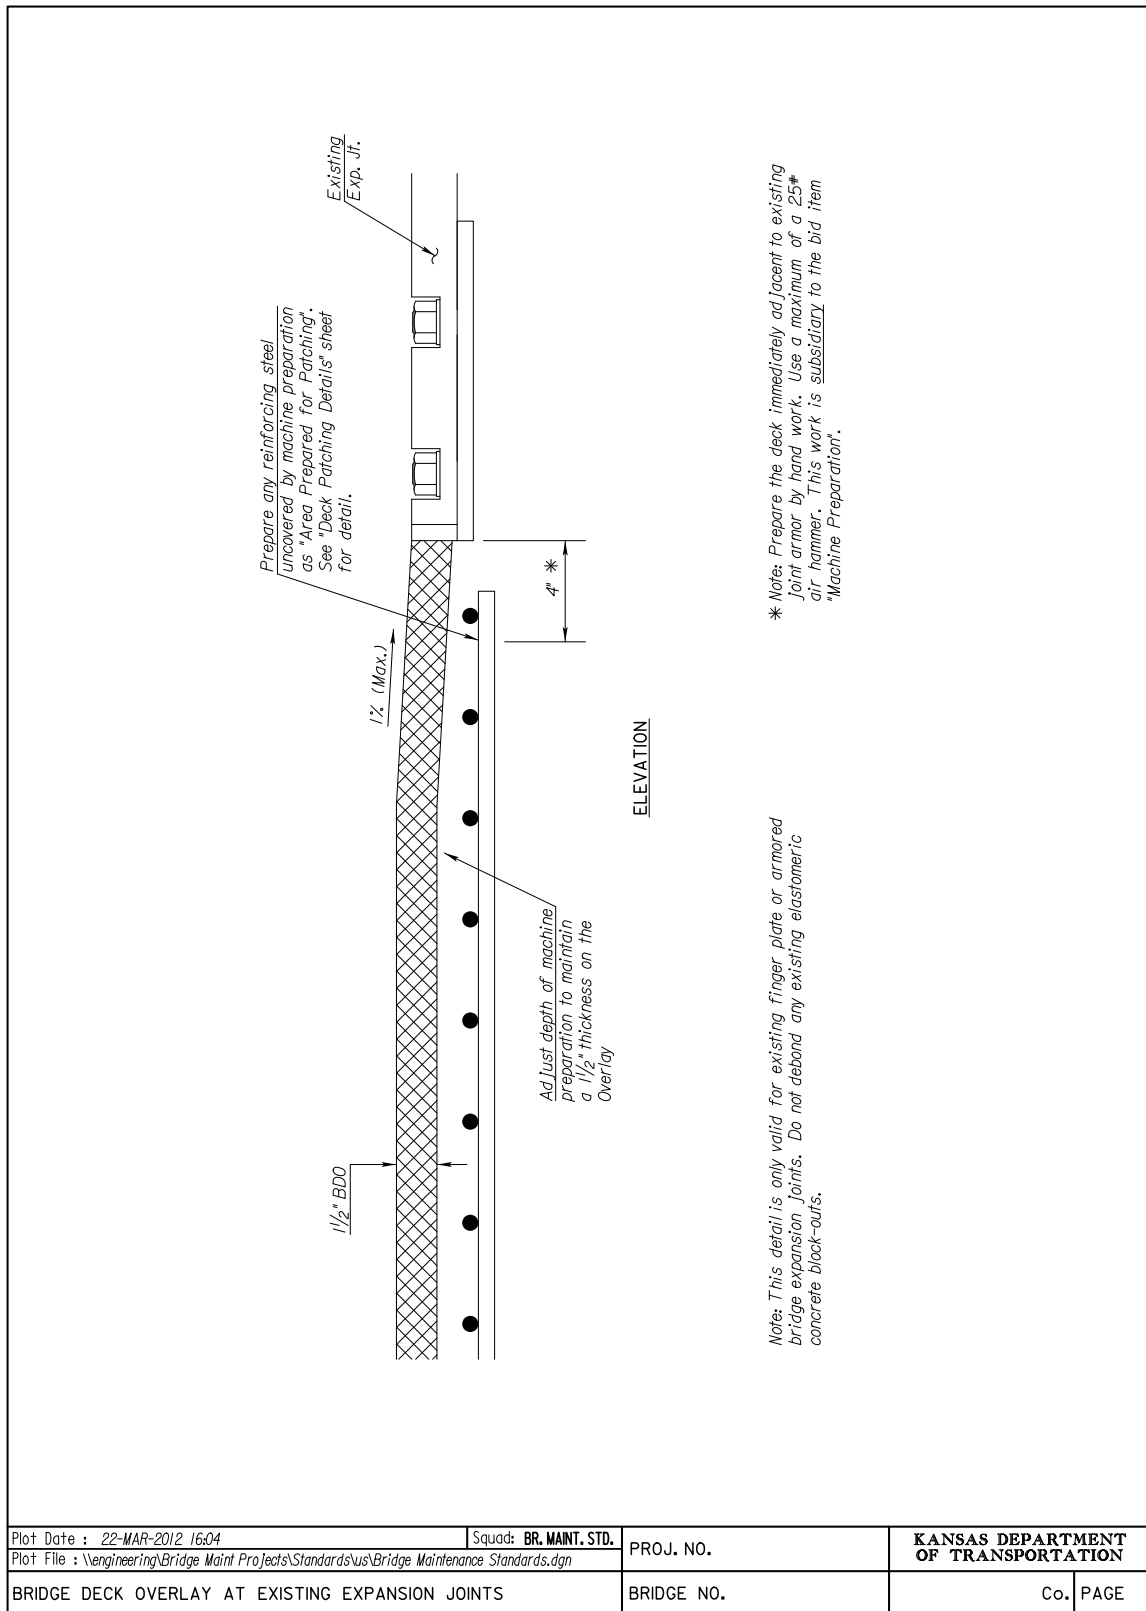 Existing
Exp. Jt.
Prepare any reinforcing steel
uncovered by machine preparation
as "Area Prepared for Patching".
See "Deck Patching Details" sheet
for detail.
1% (Max.)
4" *
1 1/2" BDO
Adjust depth of machine
preparation to maintain
a 1 1/2" thickness on the
Overlay
ELEVATION
Note: This detail is only valid for existing finger plate or armored
bridge expansion joints. Do not debond any existing elastomeric
concrete block-outs.
* Note: Prepare the deck immediately adjacent to existing
joint armor by hand work. Use a maximum of a 25#
air hammer. This work is subsidiary to the bid item
"Machine Preparation".
Plot Date : 22-MAR-2012 16:04
Squad: BR. MAINT. STD.
Plot File : \\engineering\Bridge Maint Projects\Standards\us\Bridge Maintenance Standards.dgn
BRIDGE DECK OVERLAY AT EXISTING EXPANSION JOINTS
PROJ. NO.
BRIDGE NO.
KANSAS DEPARTMENT
OF TRANSPORTATION
Co. PAGE